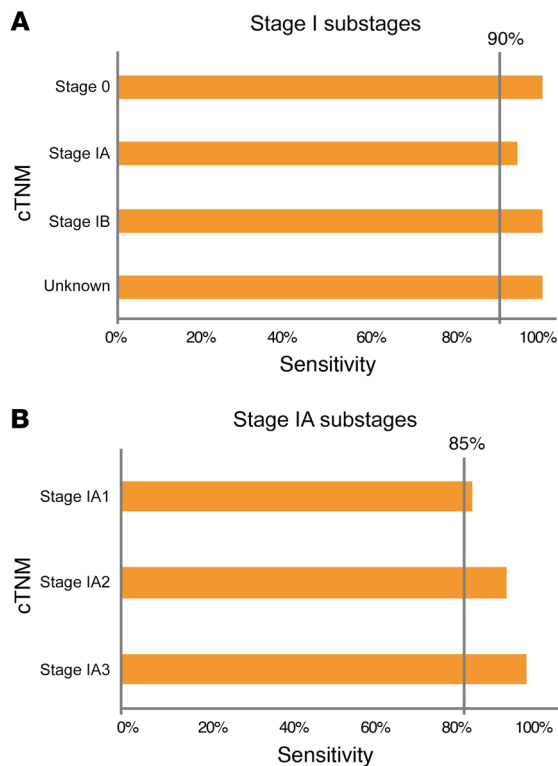 A
Stage I substages
90%
Stage 0
Stage IA
Stage IB
Unknown
cTNM
0% 20% 40% 60% 80% 100%
Sensitivity
B
Stage IA substages
85%
Stage IA1
Stage IA2
Stage IA3
cTNM
0% 20% 40% 60% 80% 100%
Sensitivity